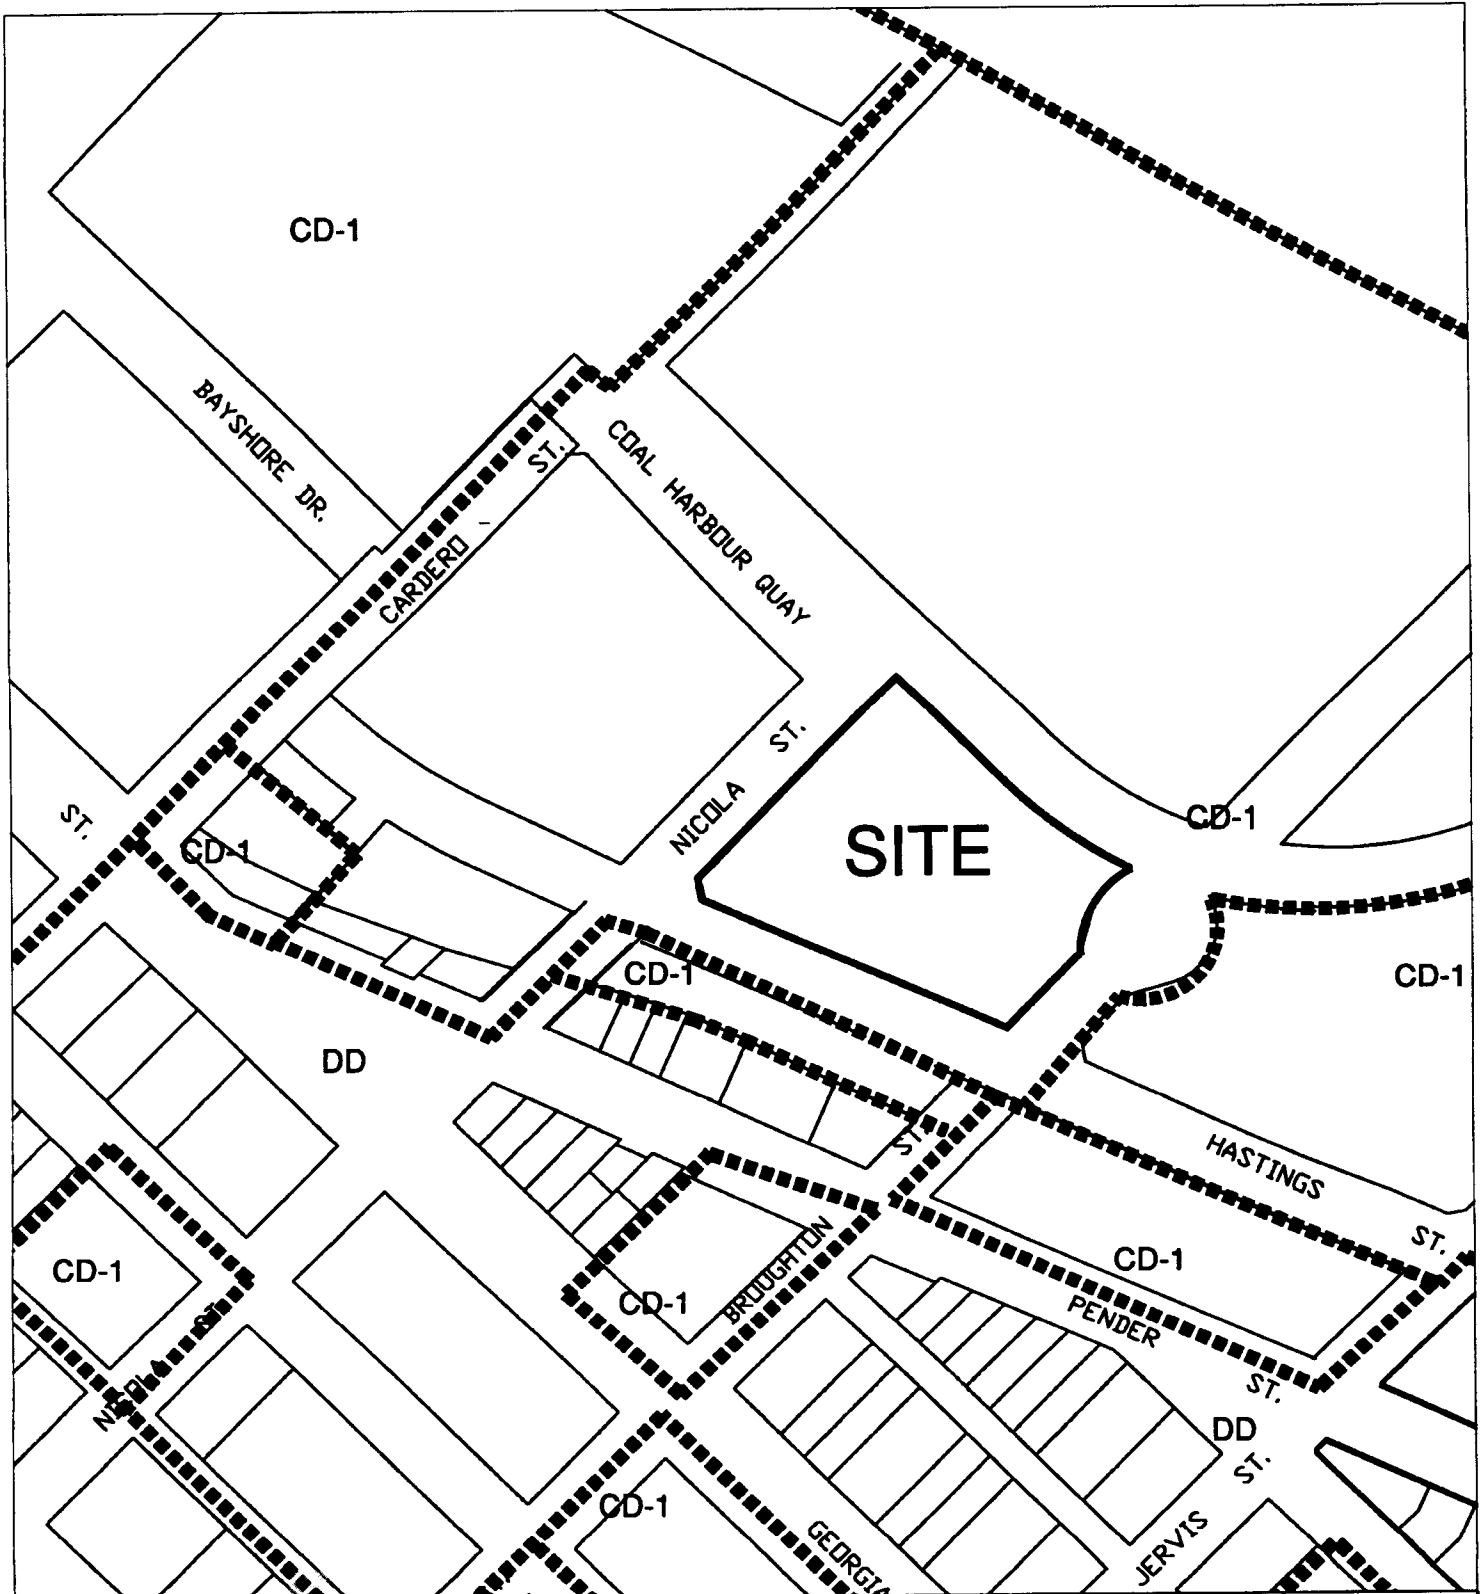 CD-1
BAYSHORE DR.
COAL HARBOUR QUAY
CARDERO ST.
NICOLA ST.
ST.
CD-1
SITE
CD-1
CD-1
CD-1
DD
ST.
HASTINGS ST.
CD-1
CD-1
NICOLA ST.
CD-1
BROUGHTON
PENDER ST.
DD
CD-1
GEORGIA
JERVIS ST.